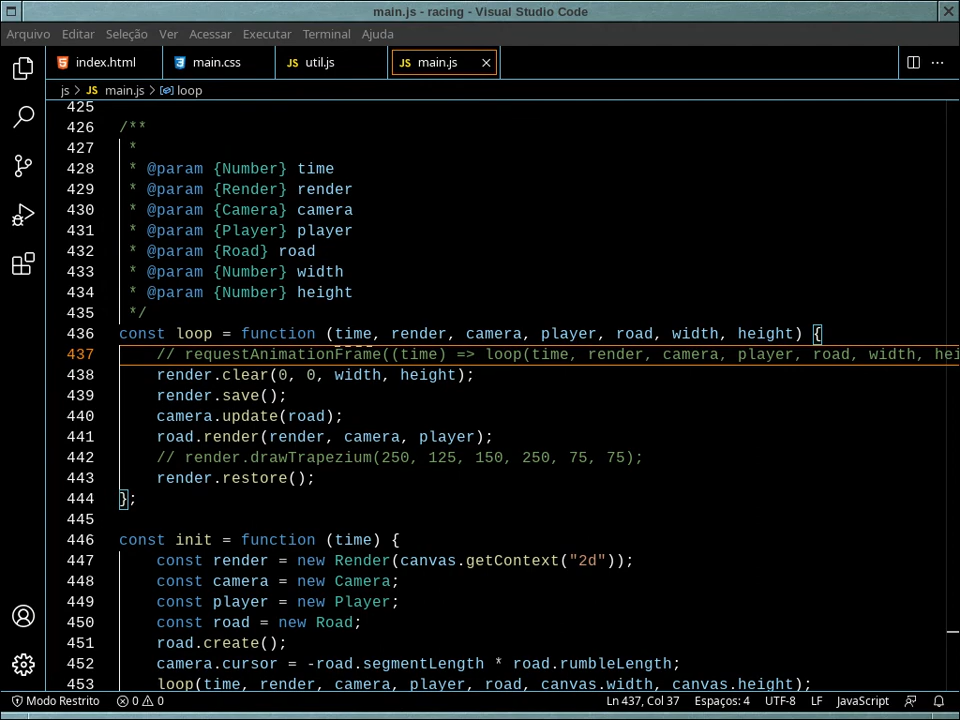 main.js - racing - Visual Studio Code
Arquivo Editar Seleção Ver Acessar Executar Terminal Ajuda
index.html main.css JS util.js JS main.js
js > JS main.js > loop
425
426 /**
427 *
428 * @param {Number} time
429 * @param {Render} render
430 * @param {Camera} camera
431 * @param {Player} player
432 * @param {Road} road
433 * @param {Number} width
434 * @param {Number} height
435 */
436 const loop = function (time, render, camera, player, road, width, height) {
437 // requestAnimationFrame((time) => loop(time, render, camera, player, road, width, hei
438 render.clear(0, 0, width, height);
439 render.save();
440 camera.update(road);
441 road.render(render, camera, player);
442 // render.drawTrapezium(250, 125, 150, 250, 75, 75);
443 render.restore();
444 };
445
446 const init = function (time) {
447 const render = new Render(canvas.getContext("2d"));
448 const camera = new Camera;
449 const player = new Player;
450 const road = new Road;
451 road.create();
452 camera.cursor = -road.segmentLength * road.rumbleLength;
453 loop(time, render, camera, player, road, canvas.width, canvas.height);
Modo Restrito 0 0 Ln 437, Col 37 Espaços: 4 UTF-8 LF JavaScript